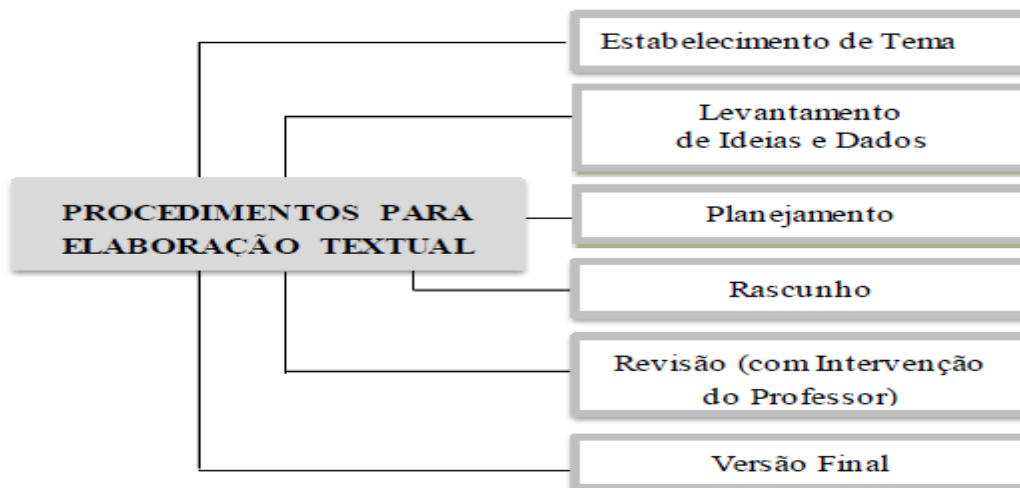 Estabelecimento de Tema
Levantamento
de Ideias e Dados
PROCEDIMENTOS PARA
ELABORAÇÃO TEXTUAL
Planejamento
Rascunho
Revisão (com Intervenção
do Professor)
Versão Final